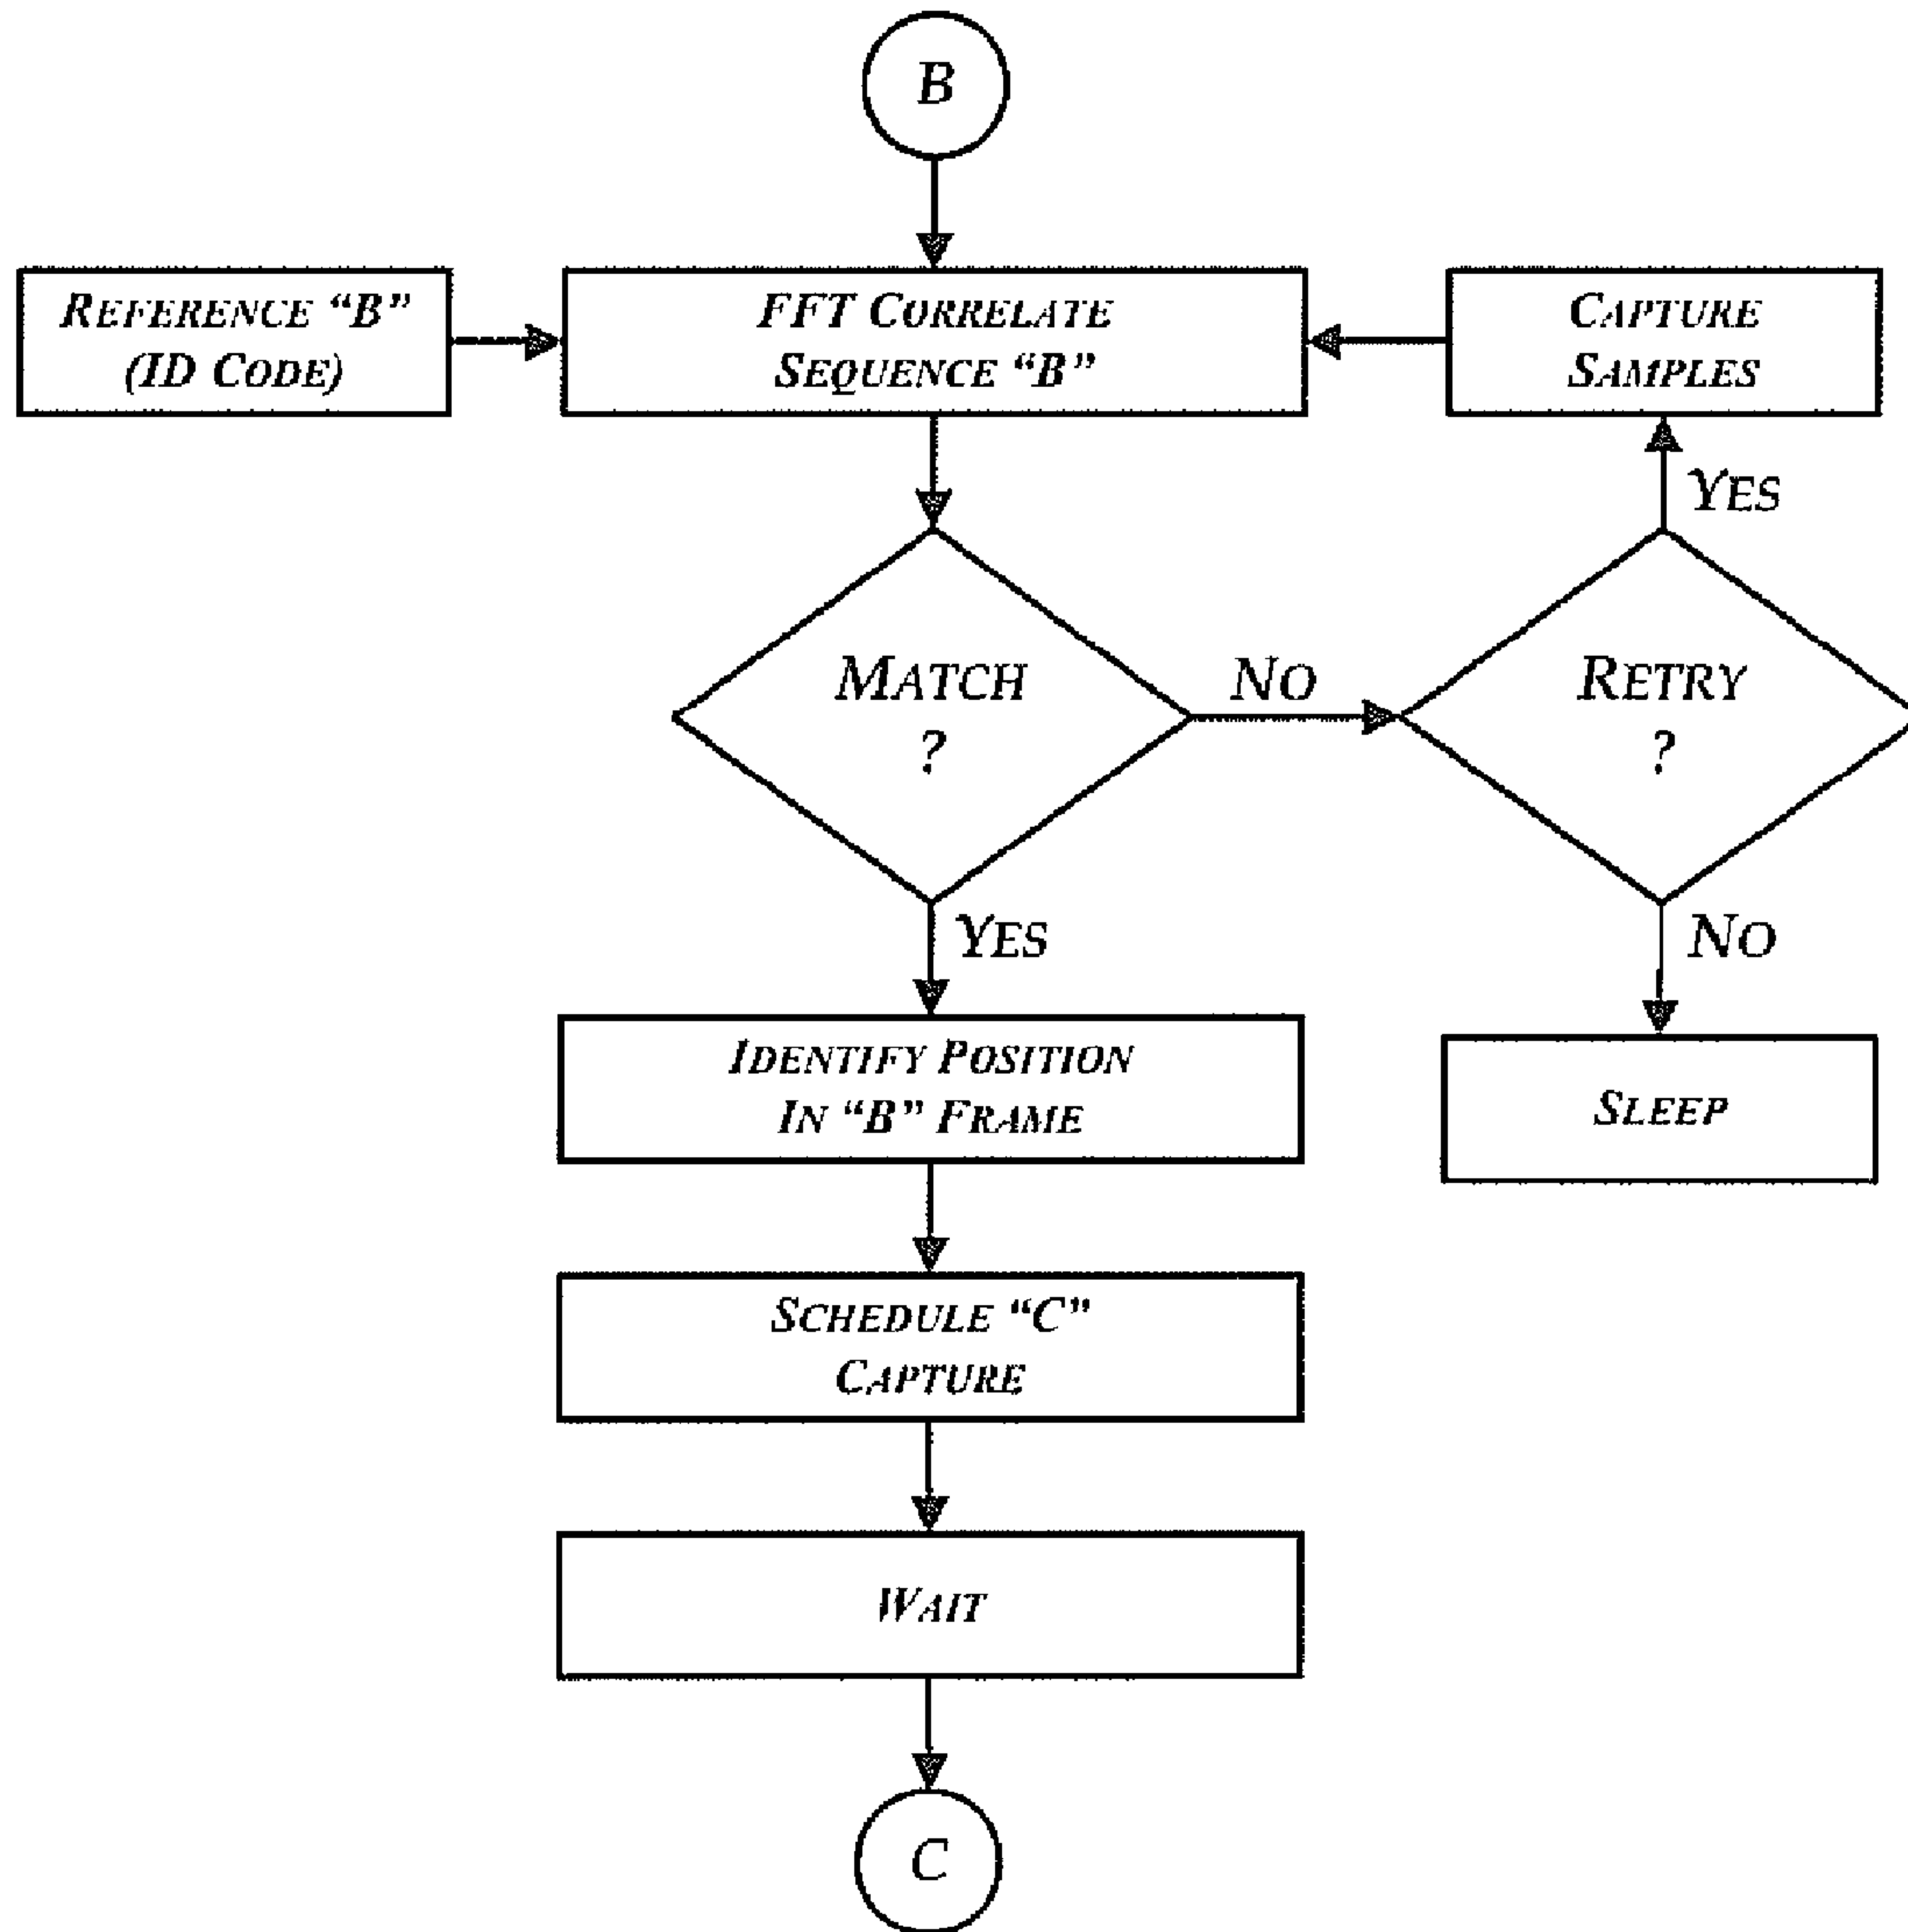 B
REFERENCE “B”
(ID CODE)
FFT CORRELATE
SEQUENCE “B”
CAPTURE
SAMPLES
YES
MATCH
?
NO
RETRY
?
YES
NO
IDENTIFY POSITION
IN “B” FRAME
SLEEP
SCHEDULE “C”
CAPTURE
WAIT
C